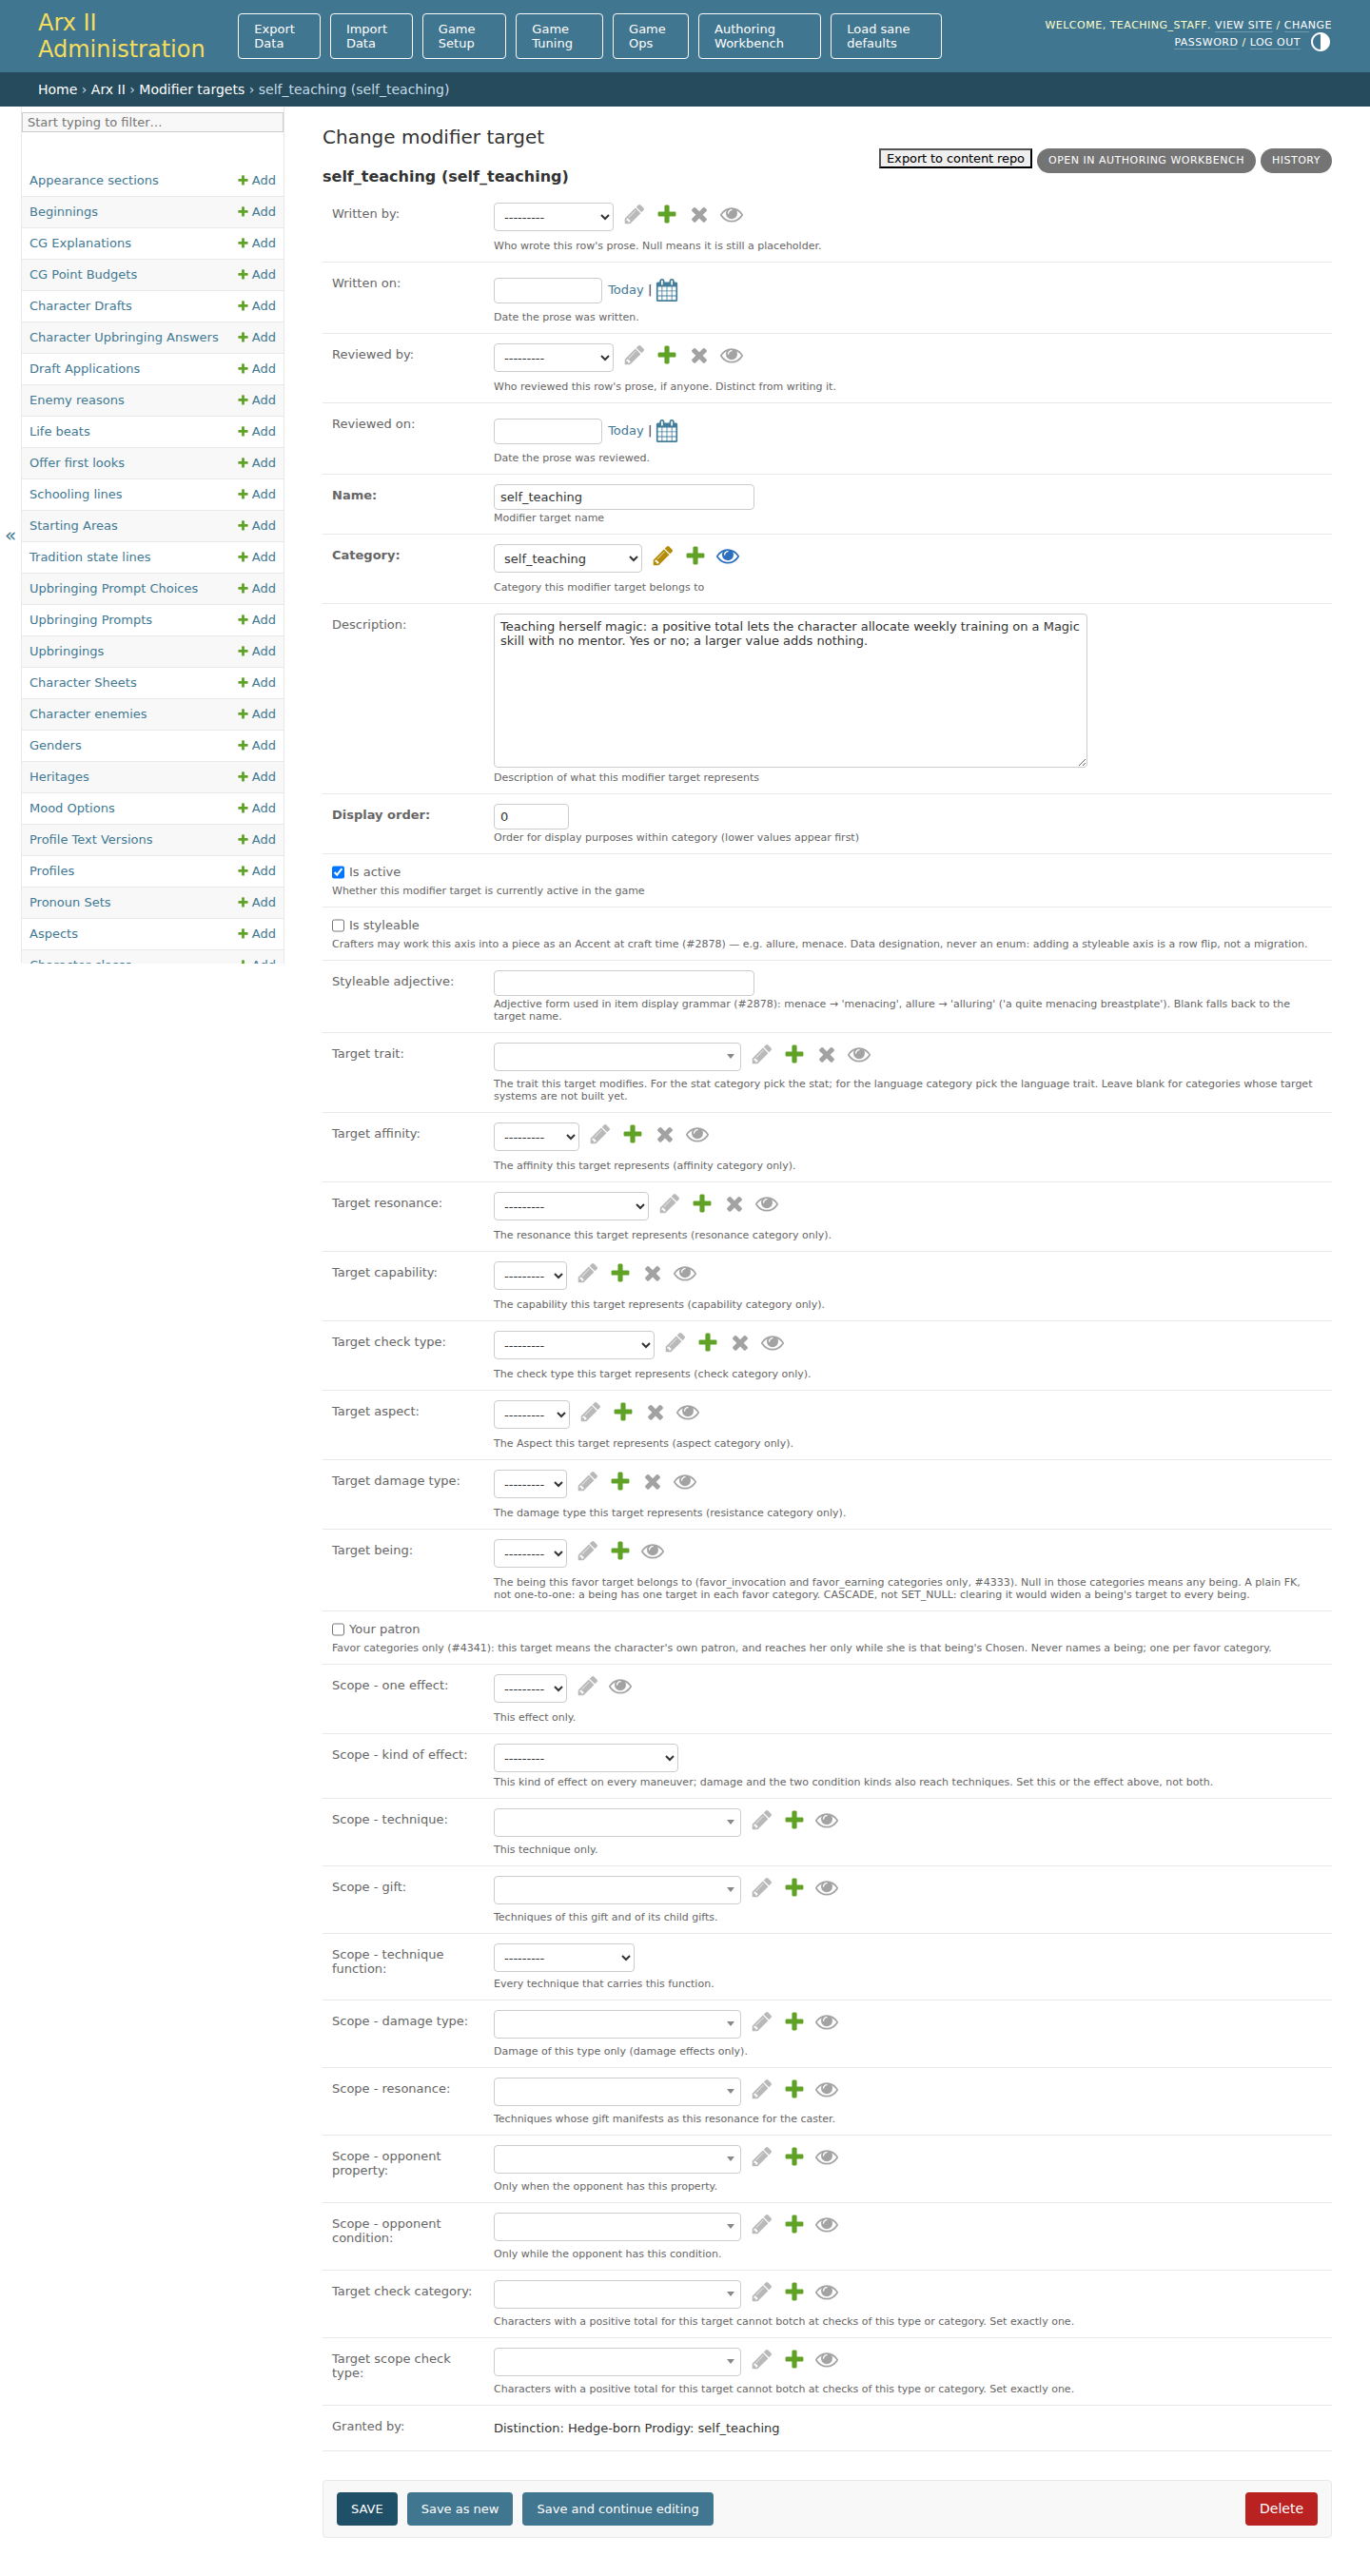 Arx II
Administration
Export
Data
Import
Data
Game
Setup
Game
Tuning
Game
Ops
Authoring
Workbench
Load sane
defaults
WELCOME, TEACHING_STAFF. VIEW SITE / CHANGE
PASSWORD / LOG OUT
Home › Arx II › Modifier targets › self_teaching (self_teaching)
Start typing to filter…
Appearance sections Add
Beginnings Add
CG Explanations Add
CG Point Budgets Add
Character Drafts Add
Character Upbringing Answers Add
Draft Applications Add
Enemy reasons Add
Life beats Add
Offer first looks Add
Schooling lines Add
Starting Areas Add
«
Tradition state lines Add
Upbringing Prompt Choices Add
Upbringing Prompts Add
Upbringings Add
Character Sheets Add
Character enemies Add
Genders Add
Heritages Add
Mood Options Add
Profile Text Versions Add
Profiles Add
Pronoun Sets Add
Aspects Add
Change modifier target
Export to content repo
OPEN IN AUTHORING WORKBENCH
HISTORY
self_teaching (self_teaching)
Written by: ---------
Who wrote this row's prose. Null means it is still a placeholder.
Written on: Today |
Date the prose was written.
Reviewed by: ---------
Who reviewed this row's prose, if anyone. Distinct from writing it.
Reviewed on: Today |
Date the prose was reviewed.
Name: self_teaching
Modifier target name
Category: self_teaching
Category this modifier target belongs to
Description: Teaching herself magic: a positive total lets the character allocate weekly training on a Magic
skill with no mentor. Yes or no; a larger value adds nothing.
Description of what this modifier target represents
Display order: 0
Order for display purposes within category (lower values appear first)
Is active
Whether this modifier target is currently active in the game
Is styleable
Crafters may work this axis into a piece as an Accent at craft time (#2878) — e.g. allure, menace. Data designation, never an enum: adding a styleable axis is a row flip, not a migration.
Styleable adjective:
Adjective form used in item display grammar (#2878): menace → 'menacing', allure → 'alluring' ('a quite menacing breastplate'). Blank falls back to the
target name.
Target trait:
The trait this target modifies. For the stat category pick the stat; for the language category pick the language trait. Leave blank for categories whose target
systems are not built yet.
Target affinity: ---------
The affinity this target represents (affinity category only).
Target resonance: ---------
The resonance this target represents (resonance category only).
Target capability: ---------
The capability this target represents (capability category only).
Target check type: ---------
The check type this target represents (check category only).
Target aspect: ---------
The Aspect this target represents (aspect category only).
Target damage type: ---------
The damage type this target represents (resistance category only).
Target being: ---------
The being this favor target belongs to (favor_invocation and favor_earning categories only, #4333). Null in those categories means any being. A plain FK,
not one-to-one: a being has one target in each favor category. CASCADE, not SET_NULL: clearing it would widen a being's target to every being.
Your patron
Favor categories only (#4341): this target means the character's own patron, and reaches her only while she is that being's Chosen. Never names a being; one per favor category.
Scope - one effect: ---------
This effect only.
Scope - kind of effect: ---------
This kind of effect on every maneuver; damage and the two condition kinds also reach techniques. Set this or the effect above, not both.
Scope - technique:
This technique only.
Scope - gift:
Techniques of this gift and of its child gifts.
Scope - technique
function: ---------
Every technique that carries this function.
Scope - damage type:
Damage of this type only (damage effects only).
Scope - resonance:
Techniques whose gift manifests as this resonance for the caster.
Scope - opponent
property:
Only when the opponent has this property.
Scope - opponent
condition:
Only while the opponent has this condition.
Target check category:
Characters with a positive total for this target cannot botch at checks of this type or category. Set exactly one.
Target scope check
type:
Characters with a positive total for this target cannot botch at checks of this type or category. Set exactly one.
Granted by: Distinction: Hedge-born Prodigy: self_teaching
SAVE
Save as new
Save and continue editing
Delete